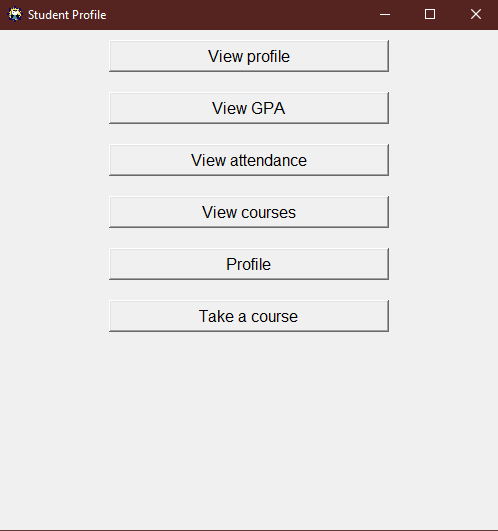 Student Profile
View profile
View GPA
View attendance
View courses
Profile
Take a course